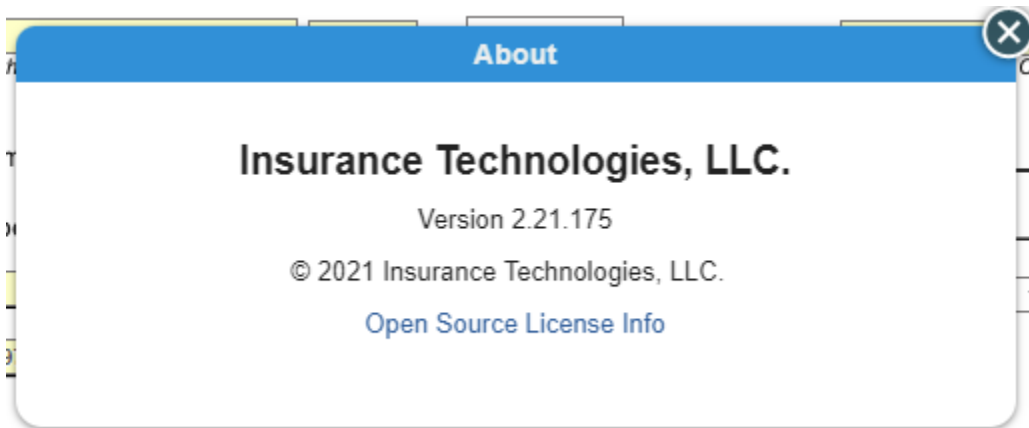 About
Insurance Technologies, LLC.
Version 2.21.175
© 2021 Insurance Technologies, LLC.
Open Source License Info